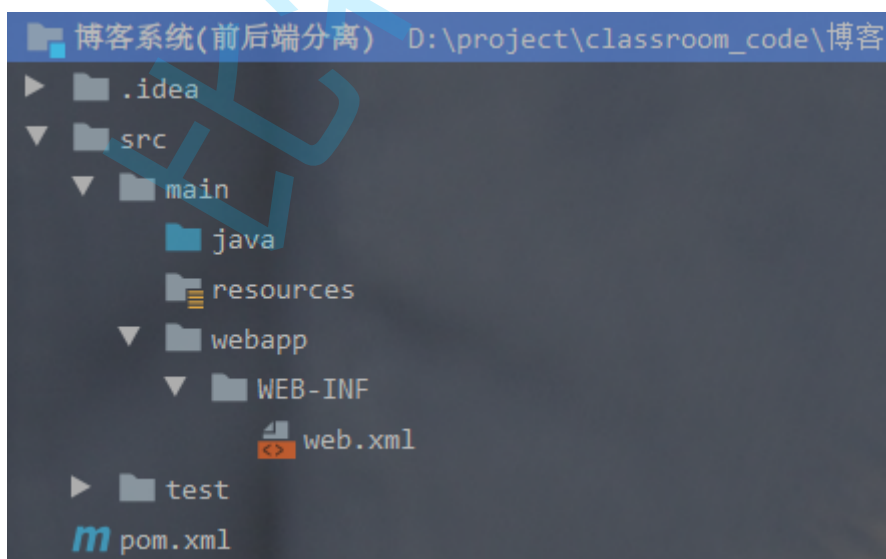 博客系统(前后端分离) D:\project\classroom_code\博客
.idea
src
main
java
resources
webapp
WEB-INF
web.xml
test
pom.xml